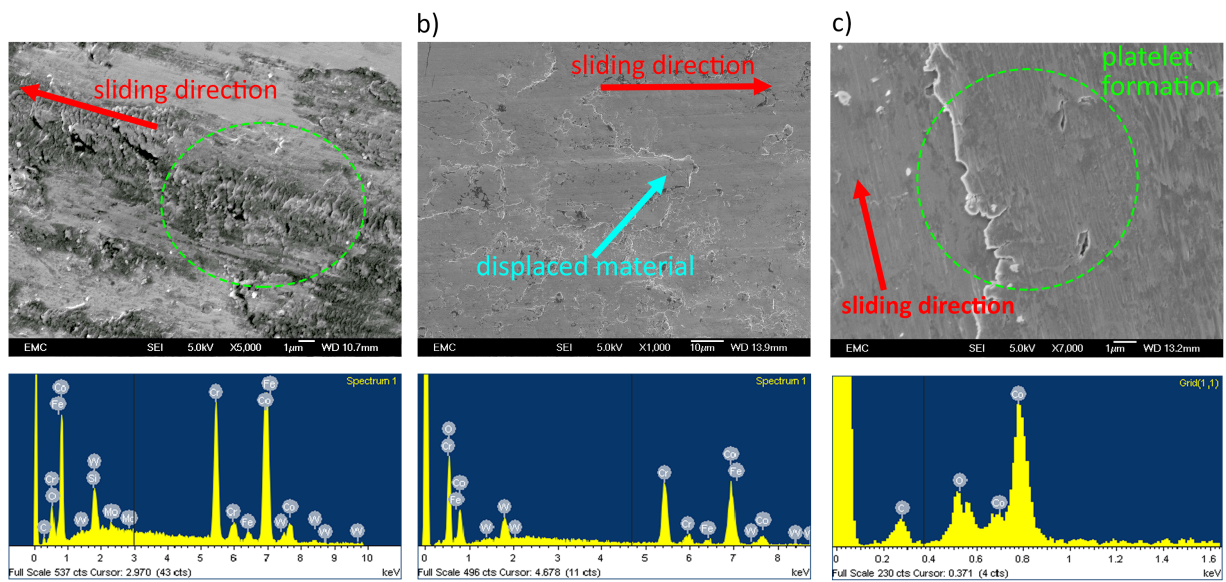 b)
c)
sliding direction
sliding direction
displaced material
platelet
formation
sliding direction
EMC SEI 5.0kV X5,000 1µm WD 10.7mm
EMC SEI 5.0kV X1,000 10µm WD 13.9mm
EMC SEI 5.0kV X7,000 1µm WD 13.2mm
Spectrum 1
Co
Fe
Cr
O
C
W
W
Si
Mo
Mo
Cr
Cr
Fe
Fe
Co
W
Co
W
W
W
0 1 2 3 4 5 6 7 8 9 10
Full Scale 537 cts Cursor: 2.970 (43 cts) keV
Spectrum 1
O
Cr
Co
Fe
W
W
W
Cr
Cr
Fe
Co
Fe
W
Co
W
W
0 1 2 3 4 5 6 7 8
Full Scale 496 cts Cursor: 4.678 (11 cts) keV
Grid(1,1)
C
O
Co
Co
0 0.2 0.4 0.6 0.8 1 1.2 1.4 1.6
Full Scale 230 cts Cursor: 0.371 (4 cts) keV